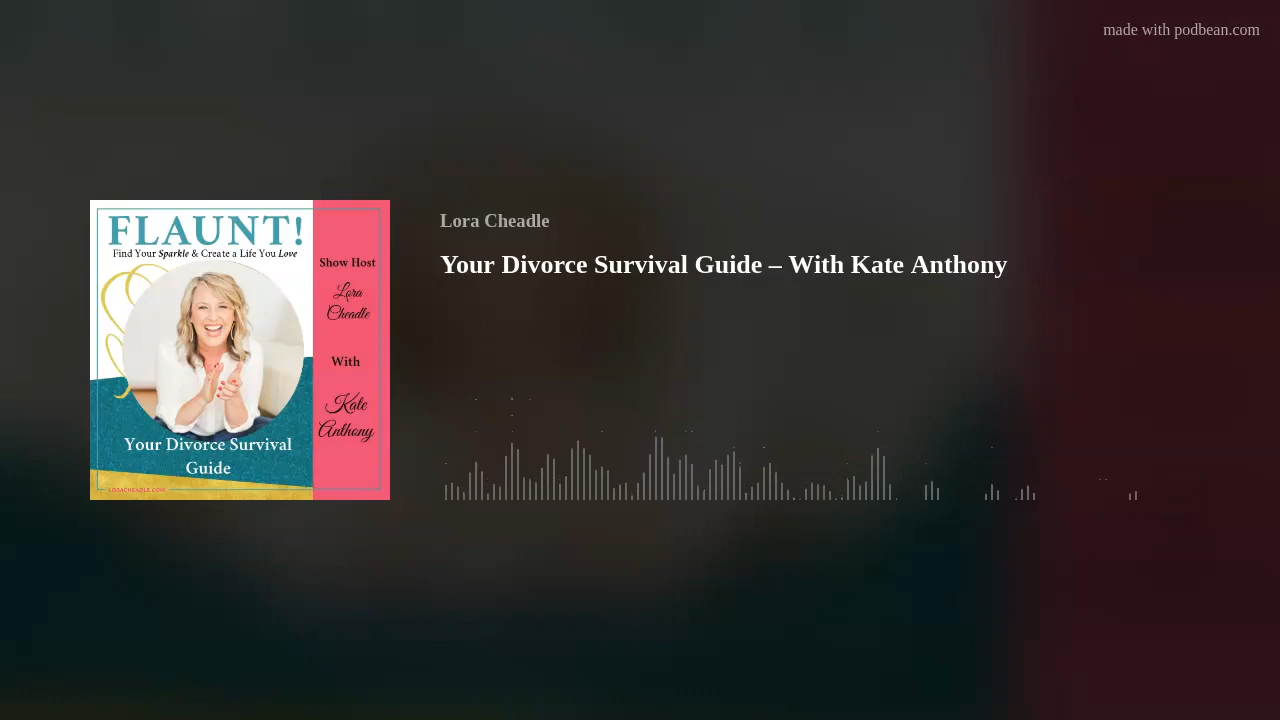 made with podbean.com
FLAUNT!
Find Your Sparkle & Create a Life You Love
Show Host
Lora
Cheadle
With
Kate
Anthony
Your Divorce Survival
Guide
LORACHEADLE.COM
Lora Cheadle
Your Divorce Survival Guide – With Kate Anthony